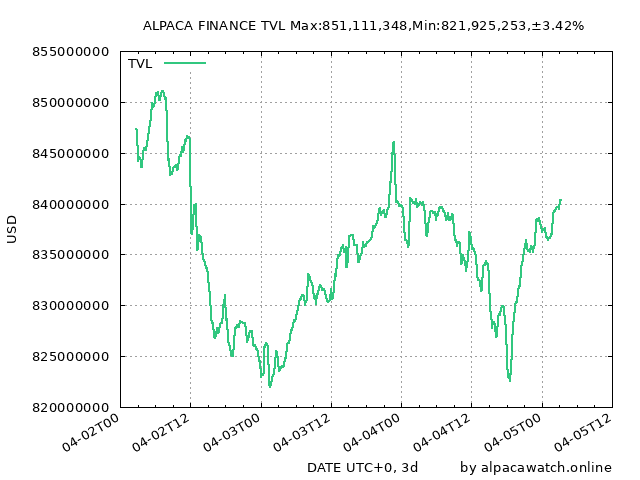 ALPACA FINANCE TVL Max:851,111,348,Min:821,925,253,±3.42%
855000000
TVL
850000000
845000000
840000000
USD
835000000
830000000
825000000
820000000
04-02T00
04-02T12
04-03T00
04-03T12
04-04T00
04-04T12
04-05T00
04-05T12
DATE UTC+0, 3d
by alpacawatch.online